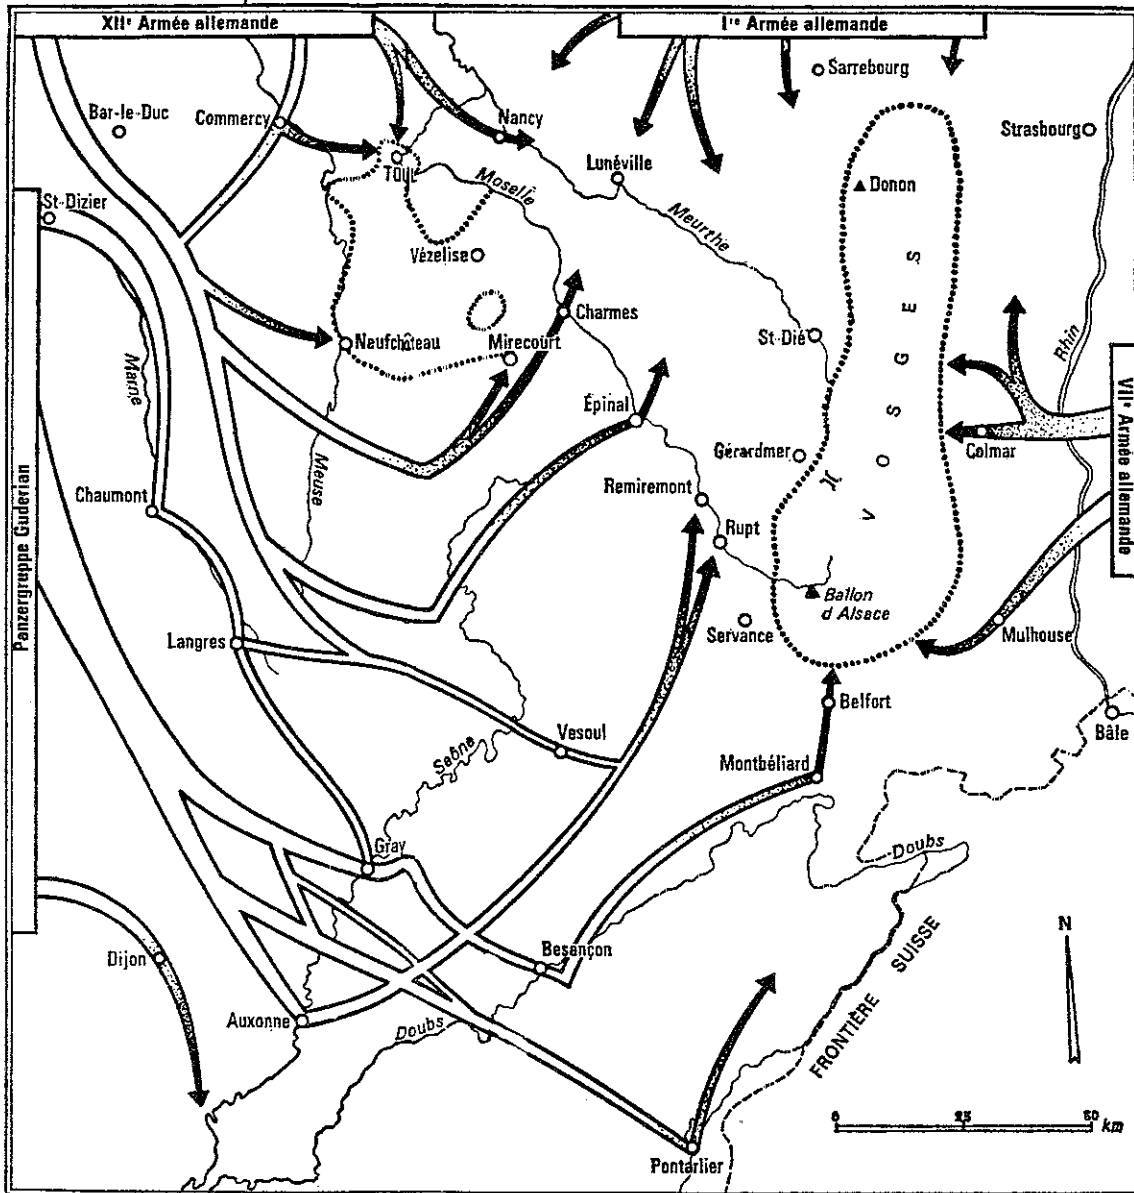 XIIe Armée allemande
Ire Armée allemande
Sarrebourg
Bar-le-Duc
Commercy
Nancy
Strasbourg
Toul
Lunéville
Donon
Moselle
St-Dizier
Meurthe
Vézelise
Charmes
Rhin
Neufchâteau
Mirecourt
St-Dié
Marne
VOSGES
VIIe Armée allemande
Épinal
Colmar
Gérardmer
Meuse
Chaumont
Remiremont
Rupt
Panzergruppe Guderian
Ballon
d'Alsace
Servance
Mulhouse
Langres
Belfort
Bâle
Vesoul
Saône
Montbéliard
Gray
Doubs
N
Besançon
Dijon
FRONTIÈRE SUISSE
Auxonne
Doubs
0 25 50 km
Pontarlier